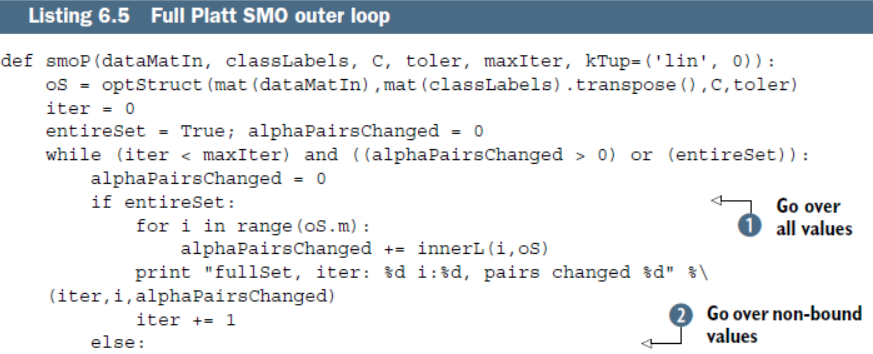 Listing 6.5 Full Platt SMO outer loop
def smoP(dataMatIn, classLabels, C, toler, maxIter, kTup=('lin', 0)):
    oS = optStruct(mat(dataMatIn),mat(classLabels).transpose(),C,toler)
    iter = 0
    entireSet = True; alphaPairsChanged = 0
    while (iter < maxIter) and ((alphaPairsChanged > 0) or (entireSet)):
        alphaPairsChanged = 0
        if entireSet:
            for i in range(oS.m):
                alphaPairsChanged += innerL(i,oS)
            print "fullSet, iter: %d i:%d, pairs changed %d" %\
    (iter,i,alphaPairsChanged)
            iter += 1
        else:
1 Go over
all values
2 Go over non-bound
values